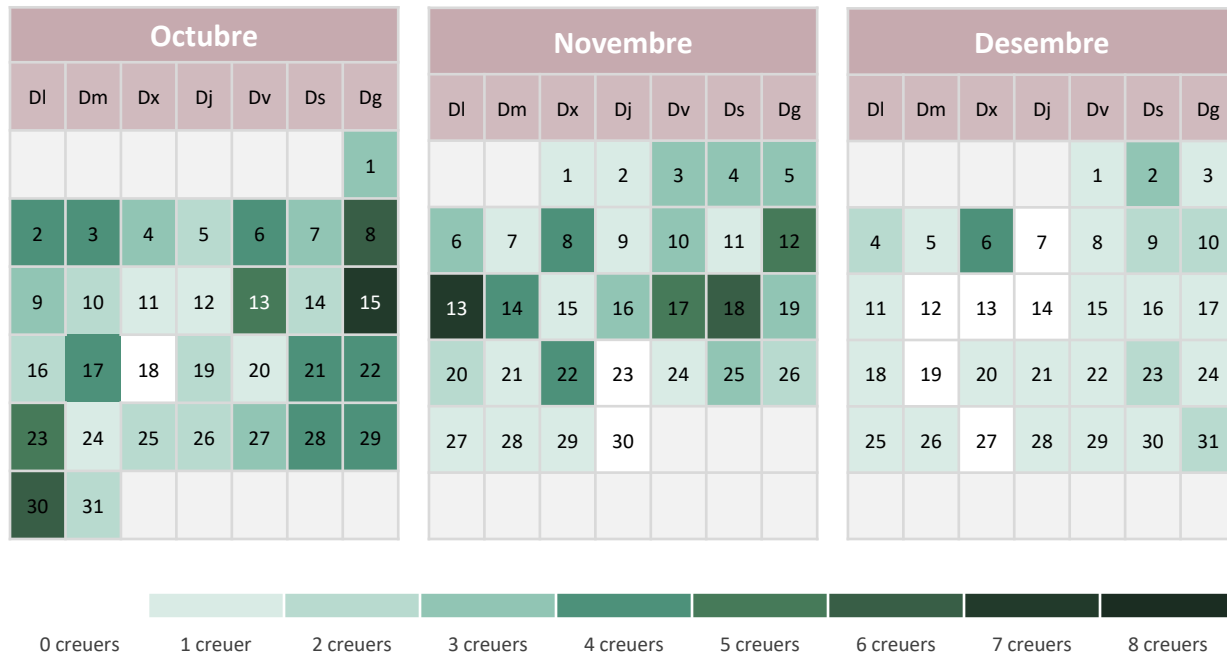 Octubre
Dl Dm Dx Dj Dv Ds Dg
1
2 3 4 5 6 7 8
9 10 11 12 13 14 15
16 17 18 19 20 21 22
23 24 25 26 27 28 29
30 31
Novembre
Dl Dm Dx Dj Dv Ds Dg
1 2 3 4 5
6 7 8 9 10 11 12
13 14 15 16 17 18 19
20 21 22 23 24 25 26
27 28 29 30
Desembre
Dl Dm Dx Dj Dv Ds Dg
1 2 3
4 5 6 7 8 9 10
11 12 13 14 15 16 17
18 19 20 21 22 23 24
25 26 27 28 29 30 31
0 creuers 1 creuer 2 creuers 3 creuers 4 creuers 5 creuers 6 creuers 7 creuers 8 creuers